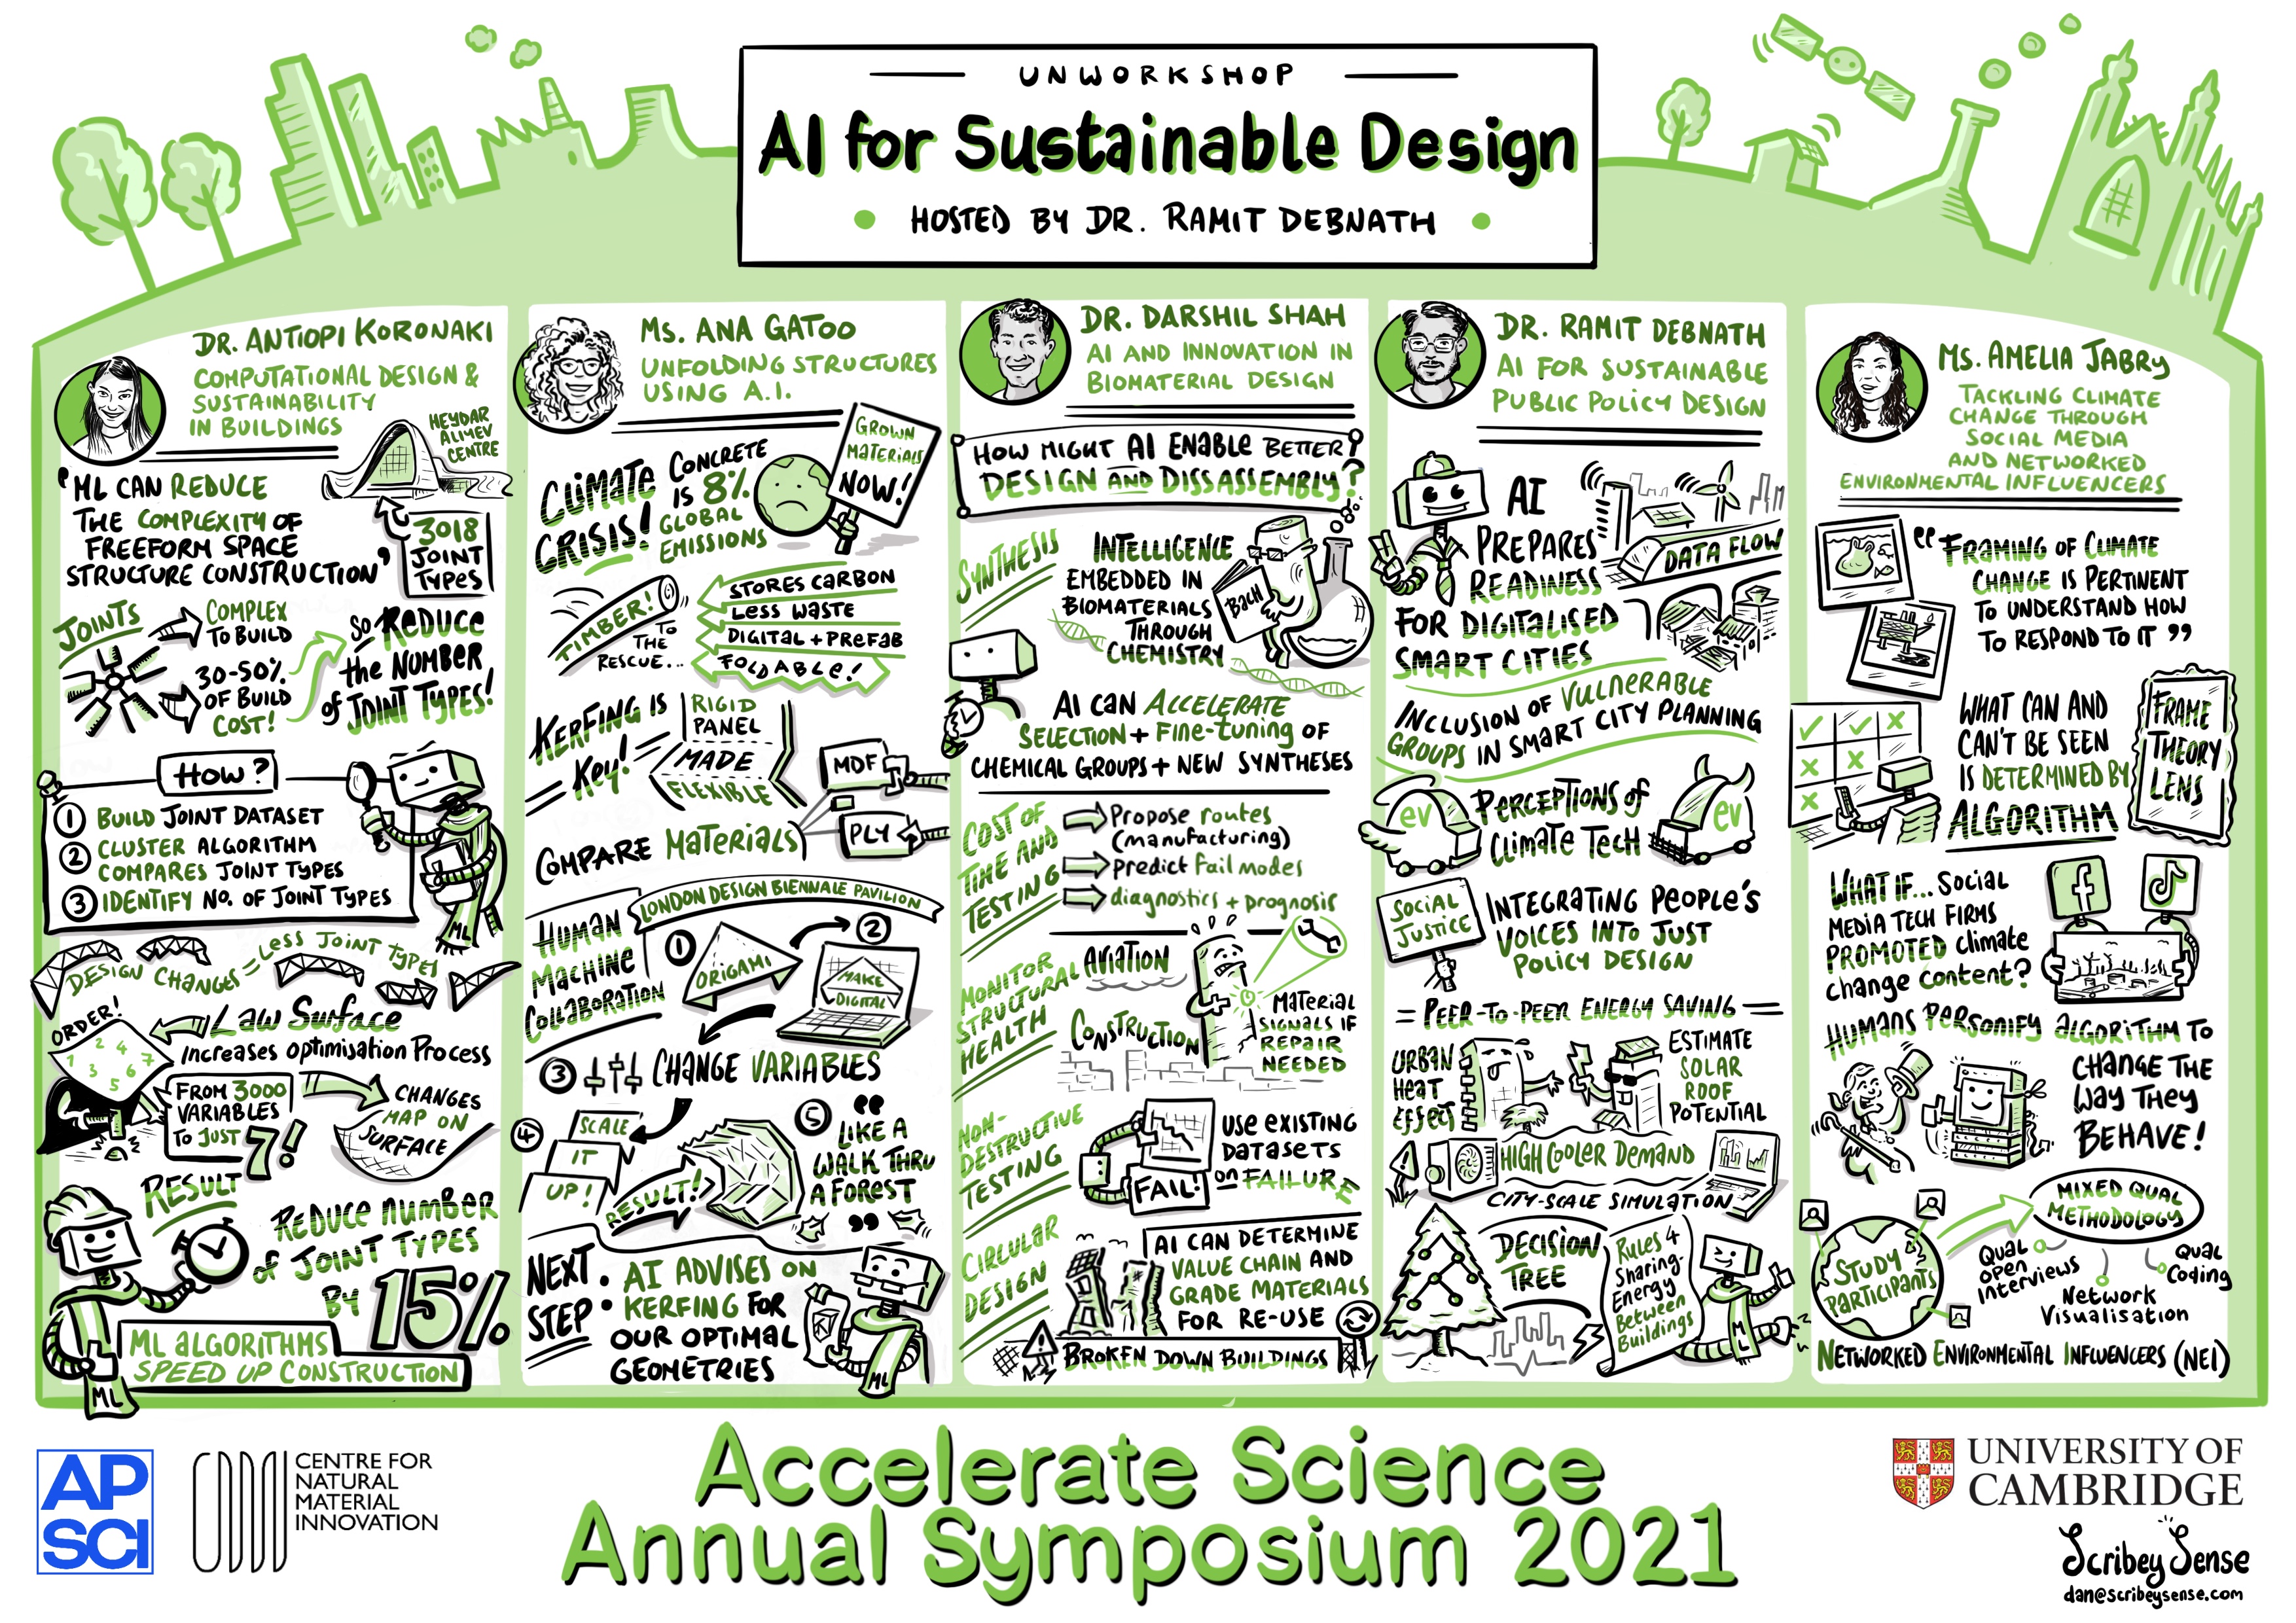 UNWORKSHOP
AI for Sustainable Design
HOSTED BY DR. RAMIT DEBNATH
DR. ANTIOPI KORONAKI
COMPUTATIONAL DESIGN &
SUSTAINABILITY
IN BUILDINGS
HEYDAR
ALIYEV
CENTRE
"ML CAN REDUCE
THE COMPLEXITY OF
FREEFORM SPACE
STRUCTURE CONSTRUCTION"
3018
JOINT
TYPES
JOINTS
COMPLEX
TO BUILD
30-50%
OF BUILD
COST!
SO REDUCE
the NUMBER
of JOINT TYPES!
HOW?
1 BUILD JOINT DATASET
2 CLUSTER ALGORITHM
COMPARES JOINT TYPES
3 IDENTIFY NO. OF JOINT TYPES
ML
DESIGN CHANGES = LESS JOINT TYPES
ORDER!
1 2 3 4 5 6 7
Law Surface
Increases optimisation Process
FROM 3000
VARIABLES
TO JUST
7!
CHANGES
MAP ON
SURFACE
RESULT
REDUCE number
of JOINT TYPES
BY 15%
ML algorithms
SPEED UP CONSTRUCTION
ML
Ms. ANA GATOO
UNFOLDING STRUCTURES
USING A.I.
CLIMATE
CRISIS!
CONCRETE
IS 8%
GLOBAL
EMISSIONS
GROWN
MATERIALS
NOW!
TIMBER!
TO
THE
RESCUE...
STORES CARBON
LESS WASTE
DIGITAL + PREFAB
FOLDABLE!
KERFING IS
Key!
RIGID
PANEL
MADE
FLEXIBLE
MDF
PLY
COMPARE Materials
HUMAN
MACHINE
COLLABORATION
LONDON DESIGN BIENNALE PAVILION
1
ORIGAMI
2
MAKE
DIGITAL
3 CHANGE VARIABLES
4
SCALE
IT
UP!
RESULT!
5
"LIKE A
WALK THRU
A FOREST"
NEXT
STEP:
AI ADVISES ON
KERFING FOR
OUR OPTIMAL
GEOMETRIES
ML
DR. DARSHIL SHAH
AI AND INNOVATION IN
BIOMATERIAL DESIGN
HOW MIGHT AI ENABLE BETTER
DESIGN AND DISSASSEMBLY?
SYNTHESIS
INTELLIGENCE
EMBEDDED IN
BIOMATERIALS
THROUGH
CHEMISTRY
BACH
AI CAN ACCELERATE
SELECTION + Fine-tuning OF
CHEMICAL GROUPS + NEW SYNTHESES
COST OF
TIME AND
TESTING
Propose routes
(manufacturing)
Predict Fail modes
diagnostics + prognosis
MONITOR
STRUCTURAL
HEALTH
AVIATION
CONSTRUCTION
MATERIAL
SIGNALS IF
REPAIR
NEEDED
NON-
DESTRUCTIVE
TESTING
FAIL!
USE EXISTING
DATASETS
on FAILURE
CIRCULAR
DESIGN
AI CAN DETERMINE
VALUE CHAIN AND
GRADE MATERIALS
FOR RE-USE
BROKEN DOWN BUILDINGS
DR. RAMIT DEBNATH
AI FOR SUSTAINABLE
PUBLIC POLICY DESIGN
AI
PREPARES
READINESS
FOR DIGITALISED
SMART CITIES
DATA FLOW
INCLUSION OF VULNERABLE
GROUPS IN SMART CITY PLANNING
ev
PERCEPTIONS of
Climate TECH
ev
SOCIAL
JUSTICE
INTEGRATING PEOPLE'S
VOICES INTO JUST
POLICY DESIGN
= PEER-TO-PEER ENERGY SAVING =
URBAN
HEAT
EFFECT
ESTIMATE
SOLAR
ROOF
POTENTIAL
HIGH COOLER DEMAND
CITY-SCALE SIMULATION
DECISION
TREE
Rules 4
Sharing-
Energy
Between
Buildings
ML
Ms. AMELIA JABRY
TACKLING CLIMATE
CHANGE THROUGH
SOCIAL MEDIA
AND NETWORKED
ENVIRONMENTAL INFLUENCERS
"FRAMING OF CLIMATE
CHANGE IS PERTINENT
TO UNDERSTAND HOW
TO RESPOND TO IT"
WHAT CAN AND
CAN'T BE SEEN
IS DETERMINED BY
ALGORITHM
FRAME
THEORY
LENS
WHAT IF... Social
MEDIA TECH FIRMS
PROMOTED climate
change content?
f
HUMANS PERSONIFY algorithm TO
CHANGE THE
WAY THEY
BEHAVE!
STUDY
PARTICIPANTS
MIXED QUAL
METHODOLOGY
QUAL
open
interviews
Network
Visualisation
QUAL
Coding
NETWORKED ENVIRONMENTAL INFLUENCERS (NEI)
AP
SCI
CENTRE FOR
NATURAL
MATERIAL
INNOVATION
Accelerate Science
Annual Symposium 2021
UNIVERSITY OF
CAMBRIDGE
Scribey Sense
dan@scribeysense.com